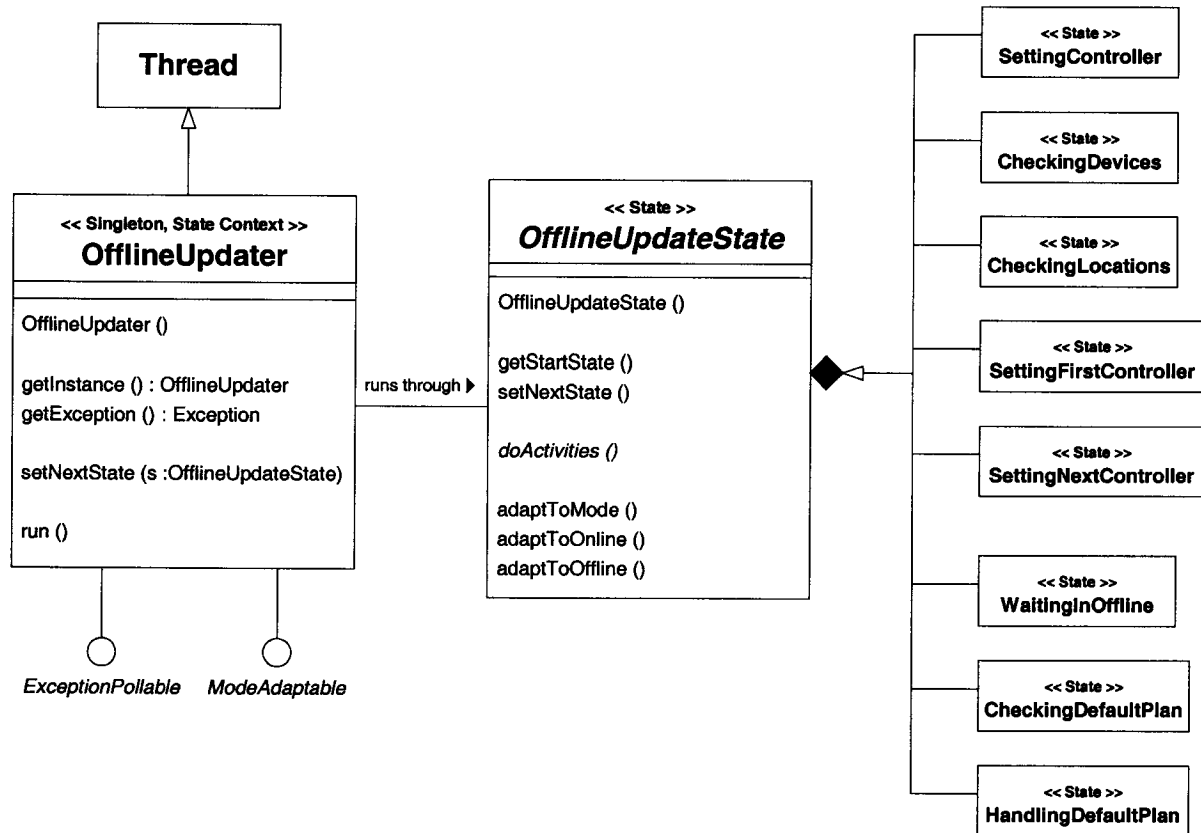 Thread
<< Singleton, State Context >>
OfflineUpdater
OfflineUpdater ()
getInstance () : OfflineUpdater
getException () : Exception
setNextState (s :OfflineUpdateState)
run ()
ExceptionPollable
ModeAdaptable
runs through
<< State >>
OfflineUpdateState
OfflineUpdateState ()
getStartState ()
setNextState ()
doActivities ()
adaptToMode ()
adaptToOnline ()
adaptToOffline ()
<< State >>
SettingController
<< State >>
CheckingDevices
<< State >>
CheckingLocations
<< State >>
SettingFirstController
<< State >>
SettingNextController
<< State >>
WaitingInOffline
<< State >>
CheckingDefaultPlan
<< State >>
HandlingDefaultPlan